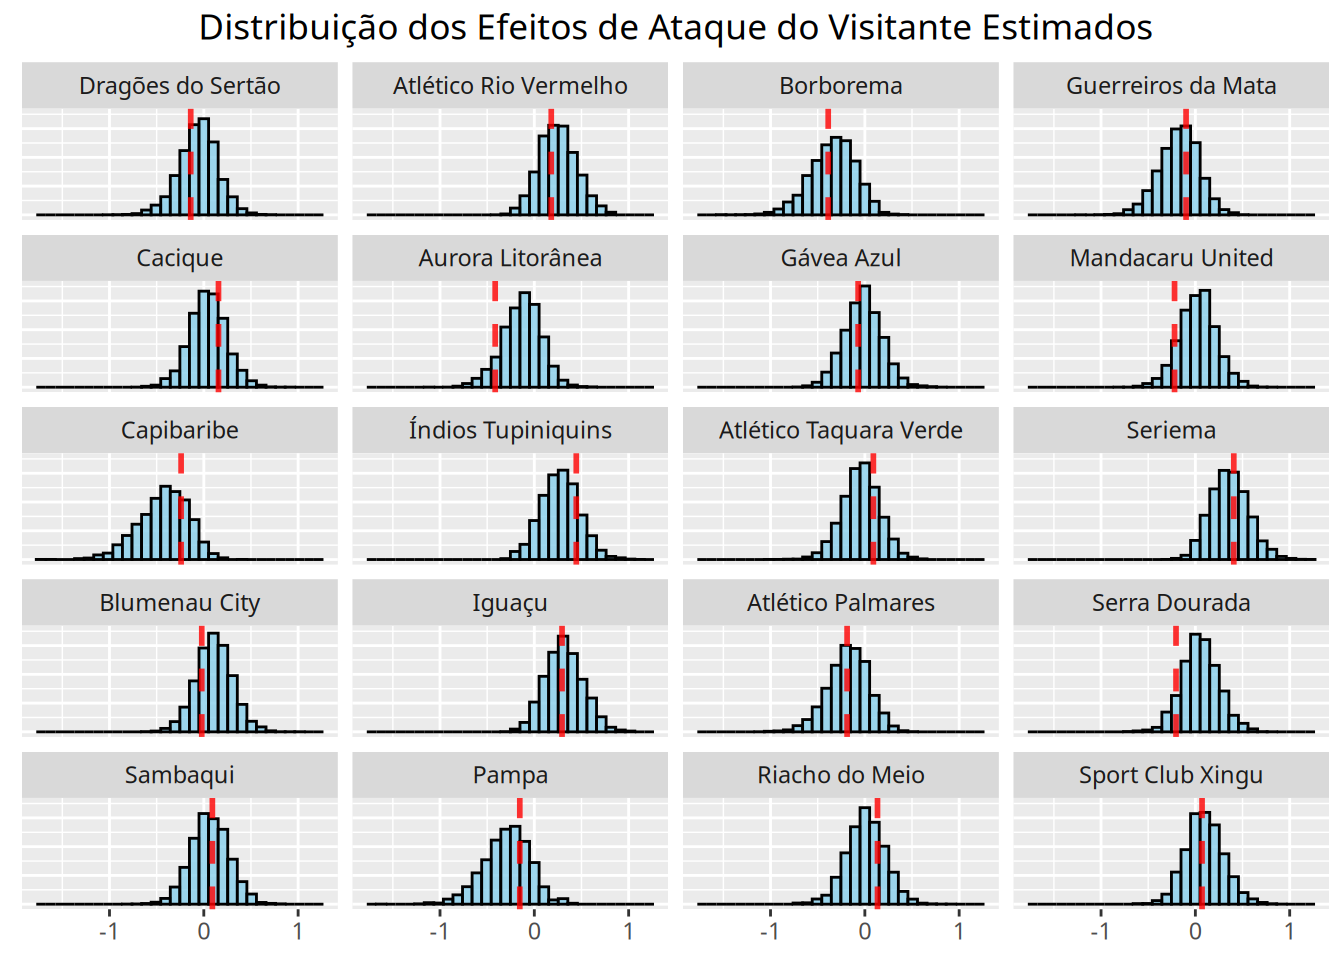 Distribuição dos Efeitos de Ataque do Visitante Estimados
Dragões do Sertão
Atlético Rio Vermelho
Borborema
Guerreiros da Mata
Cacique
Aurora Litorânea
Gávea Azul
Mandacaru United
Capibaribe
Índios Tupiniquins
Atlético Taquara Verde
Seriema
Blumenau City
Iguaçu
Atlético Palmares
Serra Dourada
Sambaqui
Pampa
Riacho do Meio
Sport Club Xingu
-1 0 1 -1 0 1 -1 0 1 -1 0 1